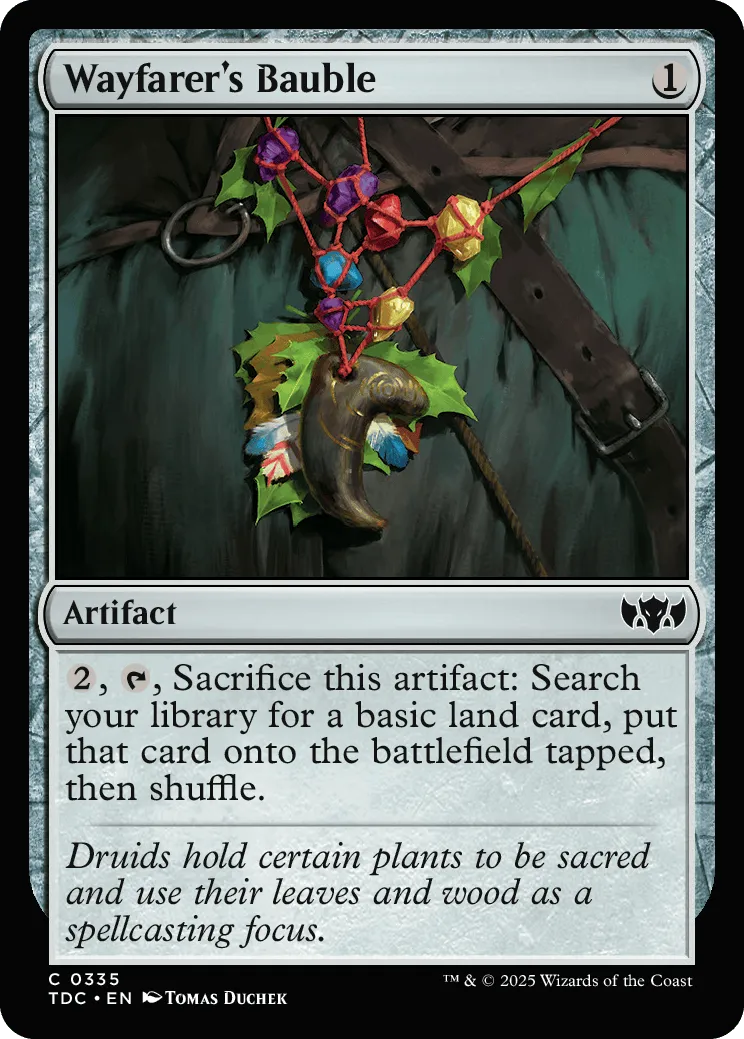 Wayfarer's Bauble 1
Artifact
2, , Sacrifice this artifact: Search
your library for a basic land card, put
that card onto the battlefield tapped,
then shuffle.
Druids hold certain plants to be sacred
and use their leaves and wood as a
spellcasting focus.
C 0335
TDC • EN Tomas Duchek
™ & © 2025 Wizards of the Coast